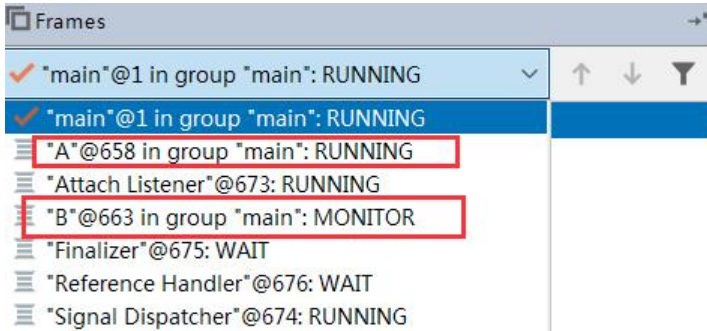 Frames
"main"@1 in group "main": RUNNING
"main"@1 in group "main": RUNNING
"A"@658 in group "main": RUNNING
"Attach Listener"@673: RUNNING
"B"@663 in group "main": MONITOR
"Finalizer"@675: WAIT
"Reference Handler"@676: WAIT
"Signal Dispatcher"@674: RUNNING